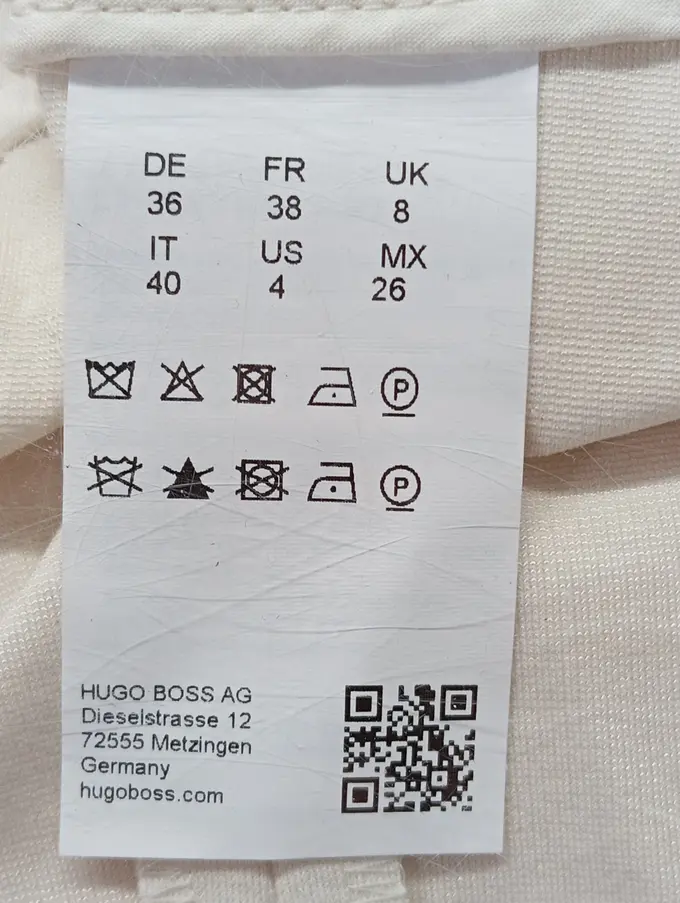 DE FR UK
36 38 8
IT US MX
40 4 26
P
P
HUGO BOSS AG
Dieselstrasse 12
72555 Metzingen
Germany
hugoboss.com